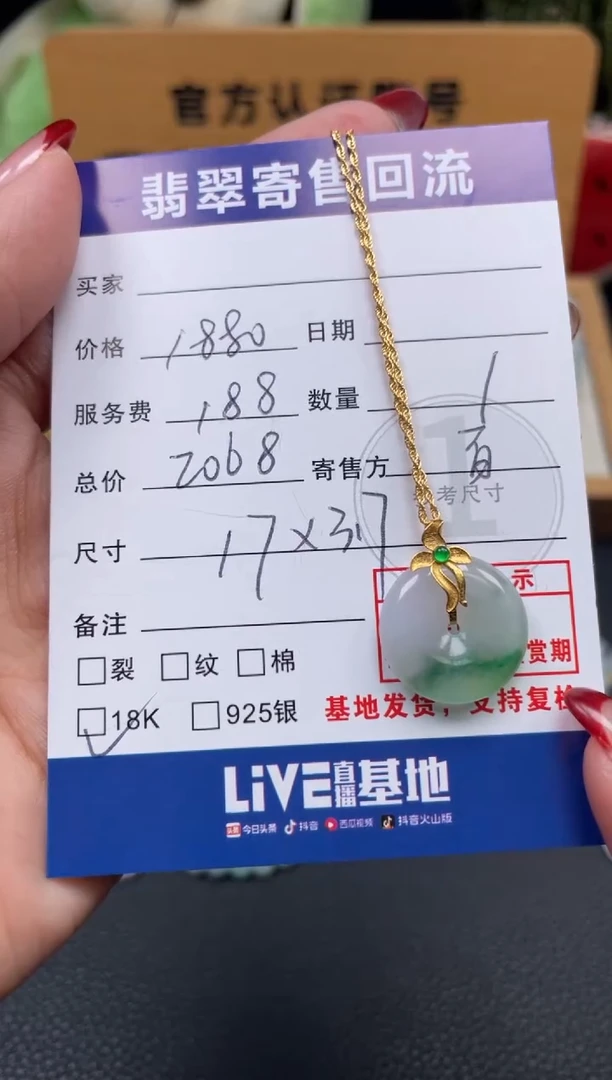 官方认证账号
翡翠寄售回流
买家
价格 1880 日期
服务费 188 数量 1
总价 2068 寄售方
考尺寸
尺寸 17×3.7
示
备注
裂 纹 棉
赏期
18K 925银
基地发货，支持复检
LiVE直播基地
今日头条 抖音 西瓜视频 抖音火山版